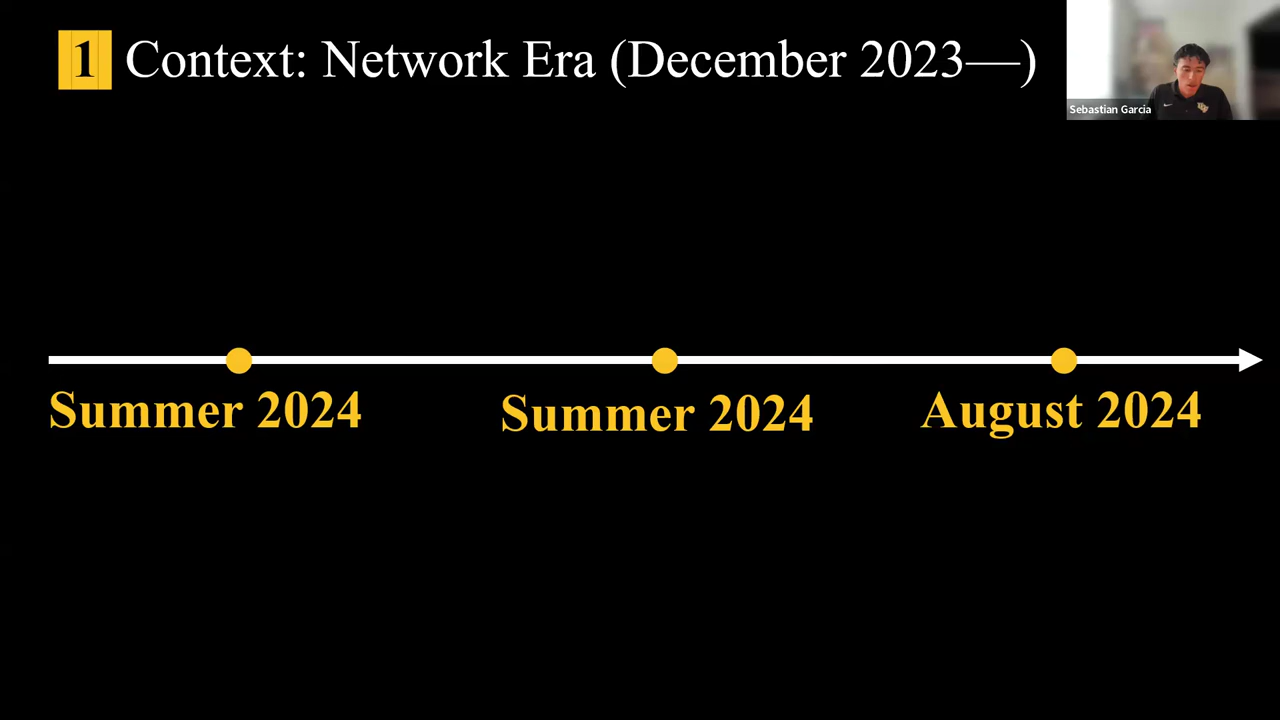 1 Context: Network Era (December 2023—)
Sebastian Garcia
Summer 2024
Summer 2024
August 2024